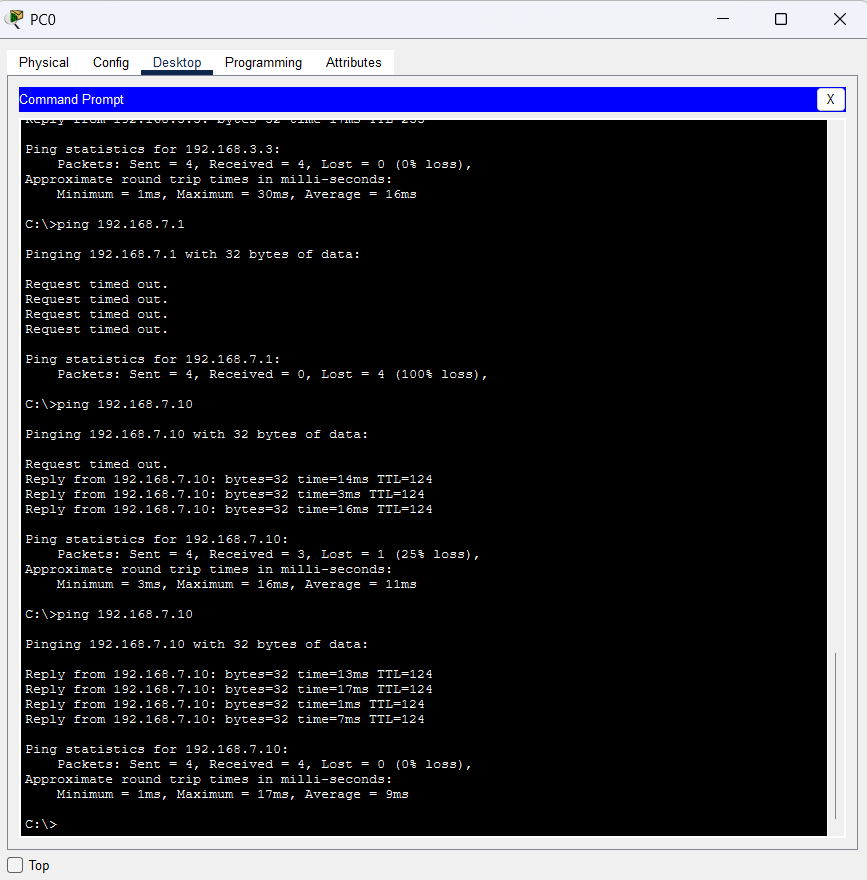 PC0
Physical Config Desktop Programming Attributes
Command Prompt X
Reply from 192.168.3.3: bytes=32 time=17ms TTL=253
Ping statistics for 192.168.3.3:
    Packets: Sent = 4, Received = 4, Lost = 0 (0% loss),
Approximate round trip times in milli-seconds:
    Minimum = 1ms, Maximum = 30ms, Average = 16ms
C:\>ping 192.168.7.1
Pinging 192.168.7.1 with 32 bytes of data:
Request timed out.
Request timed out.
Request timed out.
Request timed out.
Ping statistics for 192.168.7.1:
    Packets: Sent = 4, Received = 0, Lost = 4 (100% loss),
C:\>ping 192.168.7.10
Pinging 192.168.7.10 with 32 bytes of data:
Request timed out.
Reply from 192.168.7.10: bytes=32 time=14ms TTL=124
Reply from 192.168.7.10: bytes=32 time=3ms TTL=124
Reply from 192.168.7.10: bytes=32 time=16ms TTL=124
Ping statistics for 192.168.7.10:
    Packets: Sent = 4, Received = 3, Lost = 1 (25% loss),
Approximate round trip times in milli-seconds:
    Minimum = 3ms, Maximum = 16ms, Average = 11ms
C:\>ping 192.168.7.10
Pinging 192.168.7.10 with 32 bytes of data:
Reply from 192.168.7.10: bytes=32 time=13ms TTL=124
Reply from 192.168.7.10: bytes=32 time=17ms TTL=124
Reply from 192.168.7.10: bytes=32 time=1ms TTL=124
Reply from 192.168.7.10: bytes=32 time=7ms TTL=124
Ping statistics for 192.168.7.10:
    Packets: Sent = 4, Received = 4, Lost = 0 (0% loss),
Approximate round trip times in milli-seconds:
    Minimum = 1ms, Maximum = 17ms, Average = 9ms
C:\>
Top